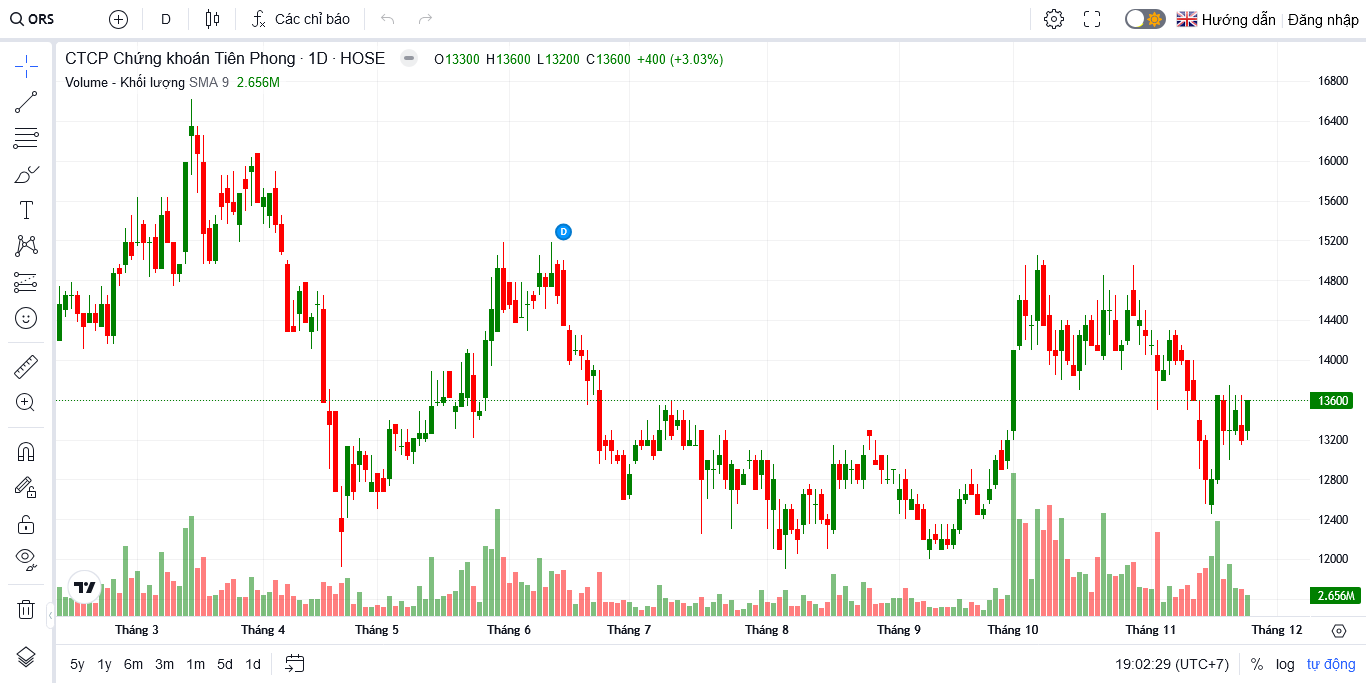 ORS D Các chỉ báo Hướng dẫn Đăng nhập
CTCP Chứng khoán Tiên Phong · 1D · HOSE O13300 H13600 L13200 C13600 +400 (+3.03%)
Volume - Khối lượng SMA 9 2.656M
16800
16400
16000
15600
15200
14800
14400
14000
13600
13200
12800
12400
12000
2.656M
D
Tháng 3 Tháng 4 Tháng 5 Tháng 6 Tháng 7 Tháng 8 Tháng 9 Tháng 10 Tháng 11 Tháng 12
5y 1y 6m 3m 1m 5d 1d 19:02:29 (UTC+7) % log tự động